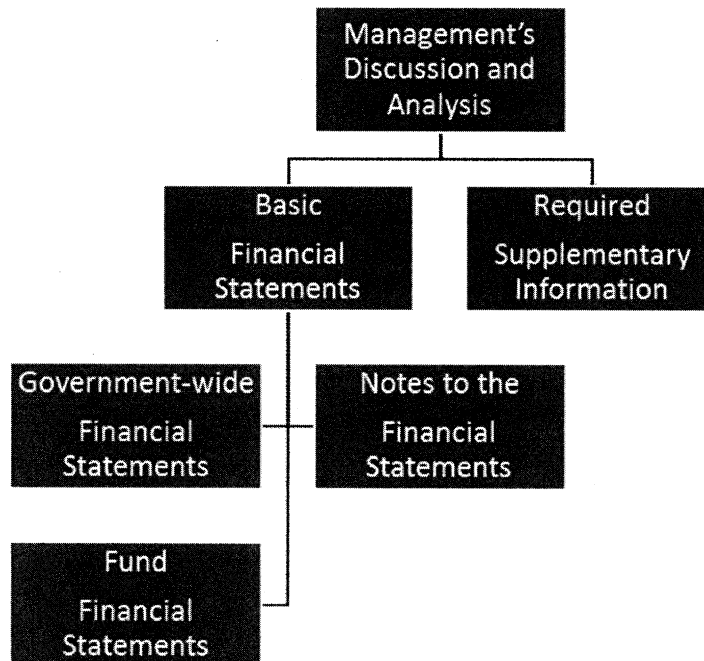 Management's
Discussion and
Analysis
Basic
Financial
Statements
Required
Supplementary
Information
Government-wide
Financial
Statements
Notes to the
Financial
Statements
Fund
Financial
Statements